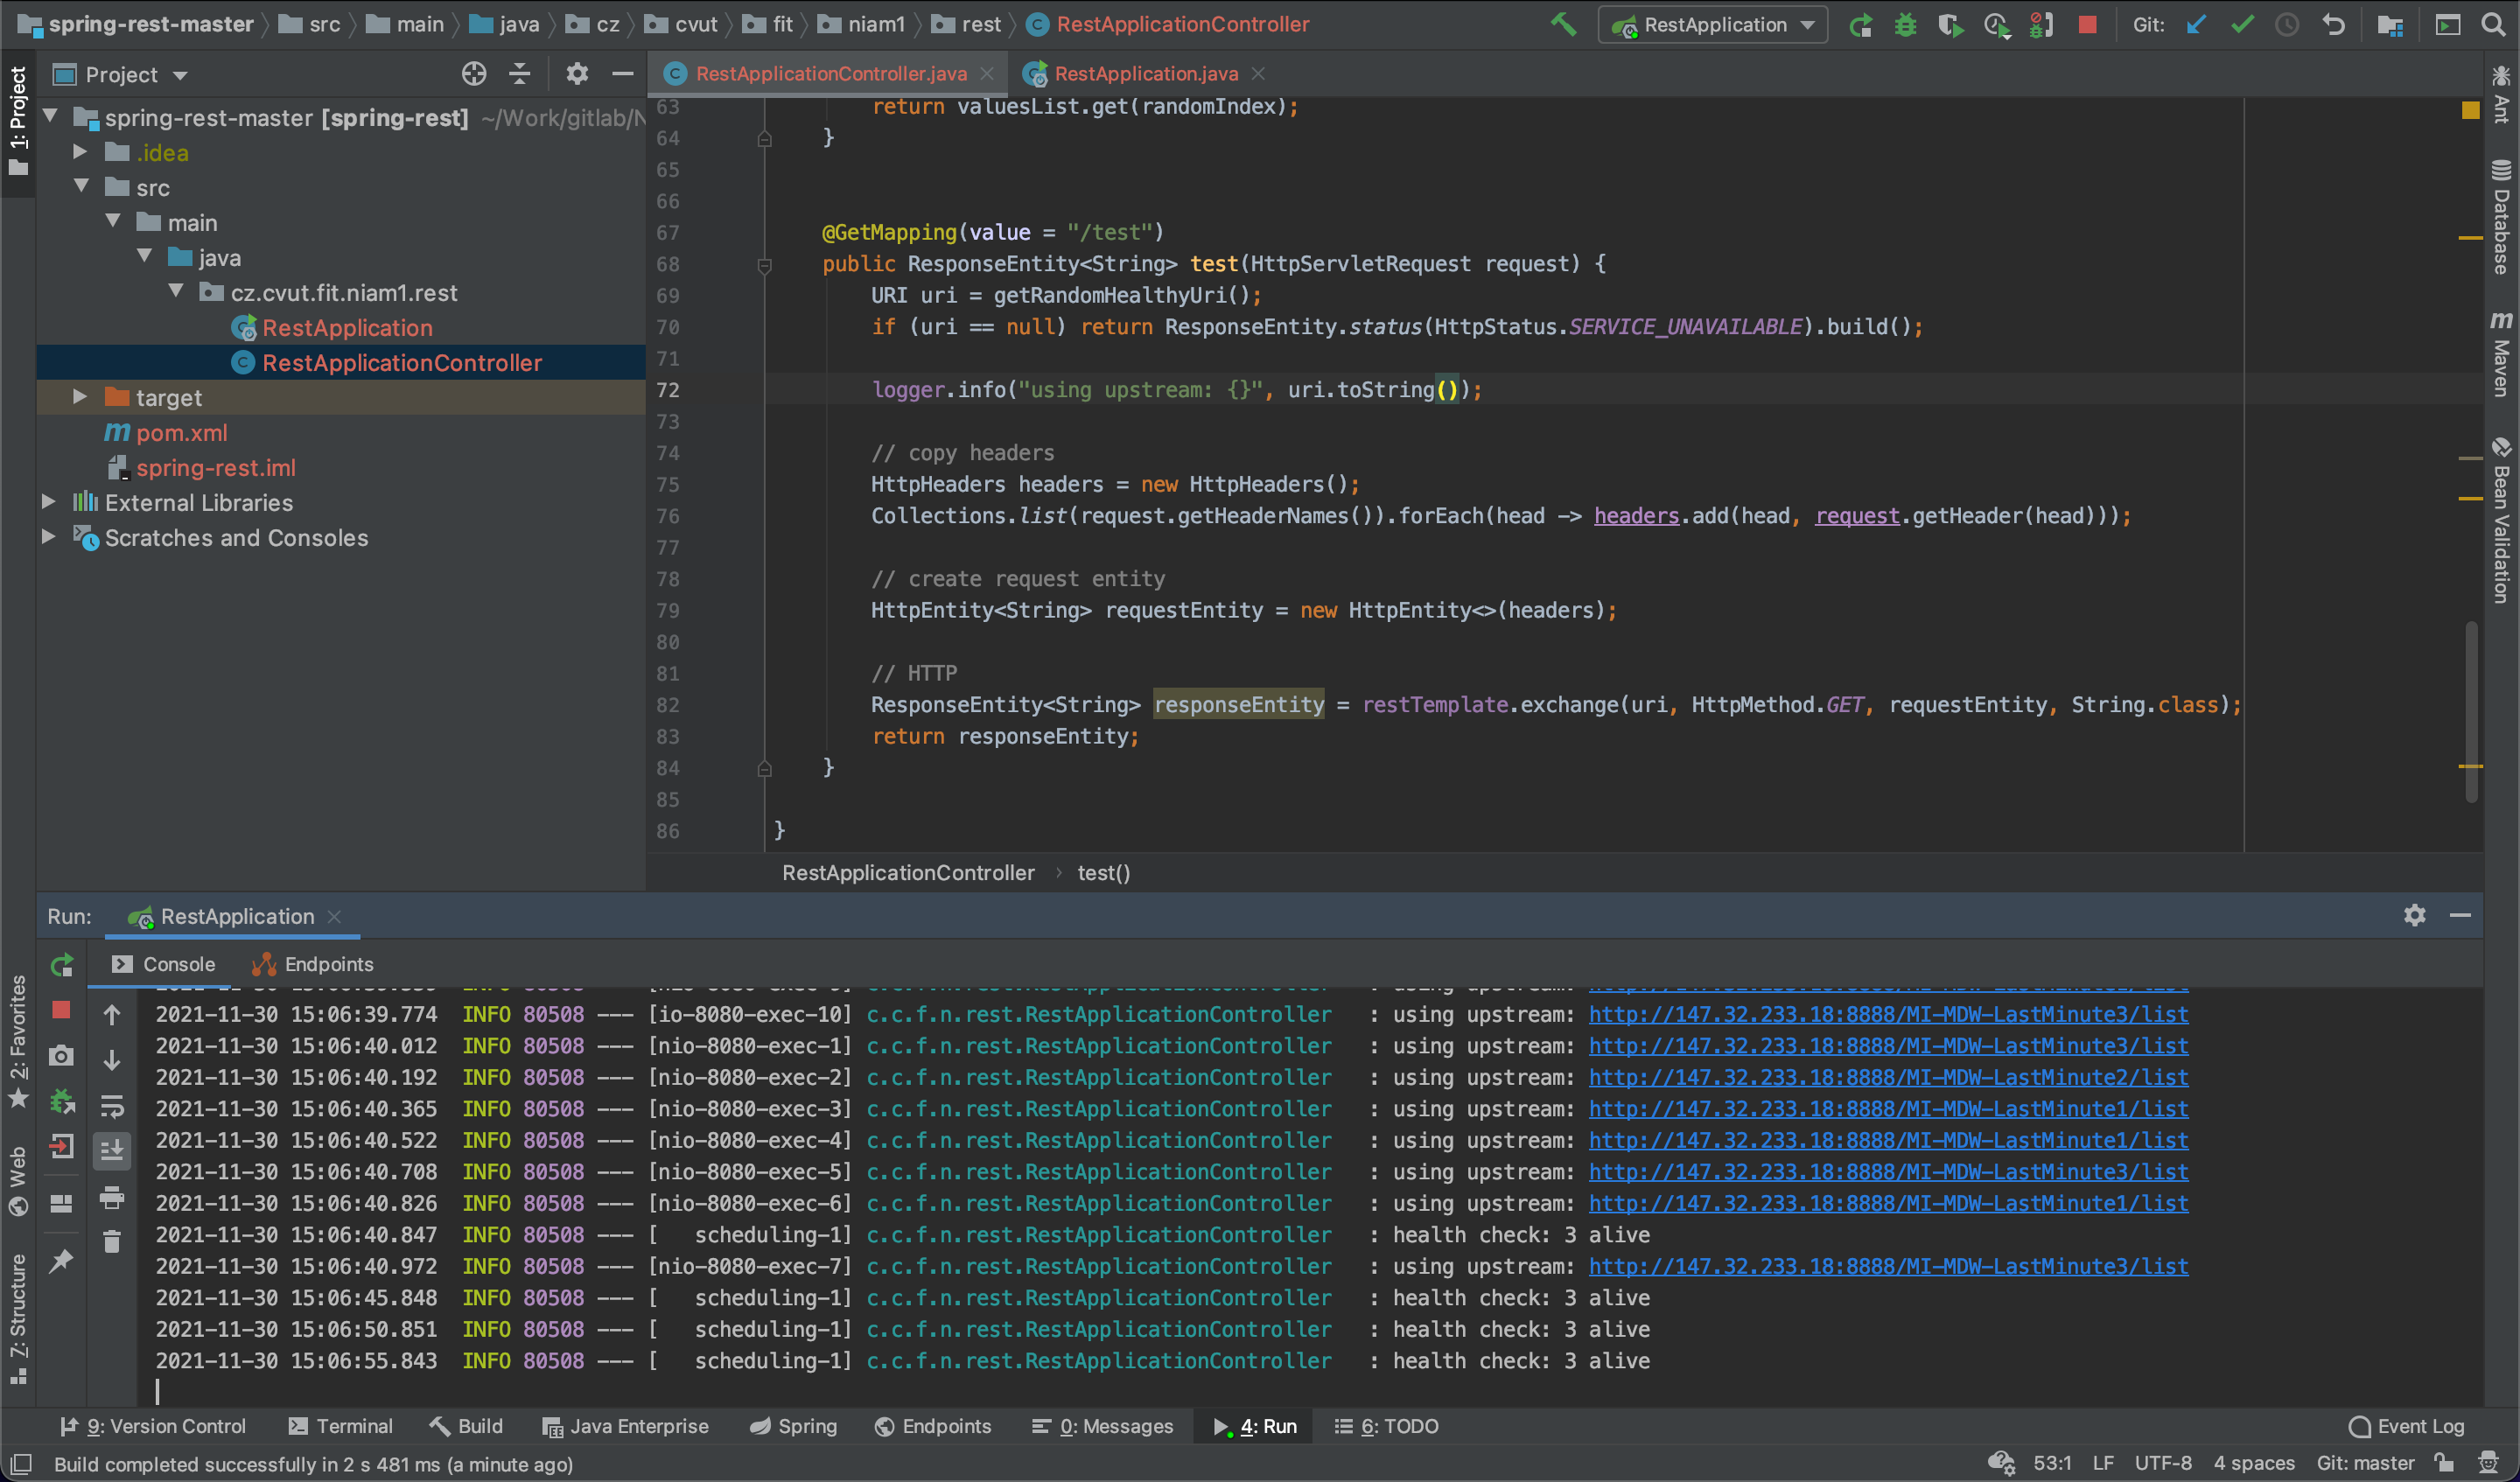 spring-rest-master src main java cz cvut fit niam1 rest RestApplicationController RestApplication Git:
1: Project
Project
RestApplicationController.java RestApplication.java
spring-rest-master [spring-rest] ~/Work/gitlab/N
.idea
src
main
java
cz.cvut.fit.niam1.rest
RestApplication
RestApplicationController
target
pom.xml
spring-rest.iml
External Libraries
Scratches and Consoles
63 return valuesList.get(randomIndex);
64 }
65
66
67 @GetMapping(value = "/test")
68 public ResponseEntity<String> test(HttpServletRequest request) {
69 URI uri = getRandomHealthyUri();
70 if (uri == null) return ResponseEntity.status(HttpStatus.SERVICE_UNAVAILABLE).build();
71
72 logger.info("using upstream: {}", uri.toString());
73
74 // copy headers
75 HttpHeaders headers = new HttpHeaders();
76 Collections.list(request.getHeaderNames()).forEach(head -> headers.add(head, request.getHeader(head)));
77
78 // create request entity
79 HttpEntity<String> requestEntity = new HttpEntity<>(headers);
80
81 // HTTP
82 ResponseEntity<String> responseEntity = restTemplate.exchange(uri, HttpMethod.GET, requestEntity, String.class);
83 return responseEntity;
84 }
85
86 }
RestApplicationController › test()
Ant
Database
Maven
Bean Validation
Run: RestApplication
Console Endpoints
2021-11-30 15:06:39.774 INFO 80508 --- [io-8080-exec-10] c.c.f.n.rest.RestApplicationController : using upstream: http://147.32.233.18:8888/MI-MDW-LastMinute3/list
2021-11-30 15:06:40.012 INFO 80508 --- [nio-8080-exec-1] c.c.f.n.rest.RestApplicationController : using upstream: http://147.32.233.18:8888/MI-MDW-LastMinute3/list
2021-11-30 15:06:40.192 INFO 80508 --- [nio-8080-exec-2] c.c.f.n.rest.RestApplicationController : using upstream: http://147.32.233.18:8888/MI-MDW-LastMinute2/list
2021-11-30 15:06:40.365 INFO 80508 --- [nio-8080-exec-3] c.c.f.n.rest.RestApplicationController : using upstream: http://147.32.233.18:8888/MI-MDW-LastMinute1/list
2021-11-30 15:06:40.522 INFO 80508 --- [nio-8080-exec-4] c.c.f.n.rest.RestApplicationController : using upstream: http://147.32.233.18:8888/MI-MDW-LastMinute1/list
2021-11-30 15:06:40.708 INFO 80508 --- [nio-8080-exec-5] c.c.f.n.rest.RestApplicationController : using upstream: http://147.32.233.18:8888/MI-MDW-LastMinute3/list
2021-11-30 15:06:40.826 INFO 80508 --- [nio-8080-exec-6] c.c.f.n.rest.RestApplicationController : using upstream: http://147.32.233.18:8888/MI-MDW-LastMinute1/list
2021-11-30 15:06:40.847 INFO 80508 --- [ scheduling-1] c.c.f.n.rest.RestApplicationController : health check: 3 alive
2021-11-30 15:06:40.972 INFO 80508 --- [nio-8080-exec-7] c.c.f.n.rest.RestApplicationController : using upstream: http://147.32.233.18:8888/MI-MDW-LastMinute3/list
2021-11-30 15:06:45.848 INFO 80508 --- [ scheduling-1] c.c.f.n.rest.RestApplicationController : health check: 3 alive
2021-11-30 15:06:50.851 INFO 80508 --- [ scheduling-1] c.c.f.n.rest.RestApplicationController : health check: 3 alive
2021-11-30 15:06:55.843 INFO 80508 --- [ scheduling-1] c.c.f.n.rest.RestApplicationController : health check: 3 alive
2: Favorites
Web
7: Structure
9: Version Control Terminal Build Java Enterprise Spring Endpoints 0: Messages 4: Run 6: TODO Event Log
Build completed successfully in 2 s 481 ms (a minute ago) 53:1 LF UTF-8 4 spaces Git: master